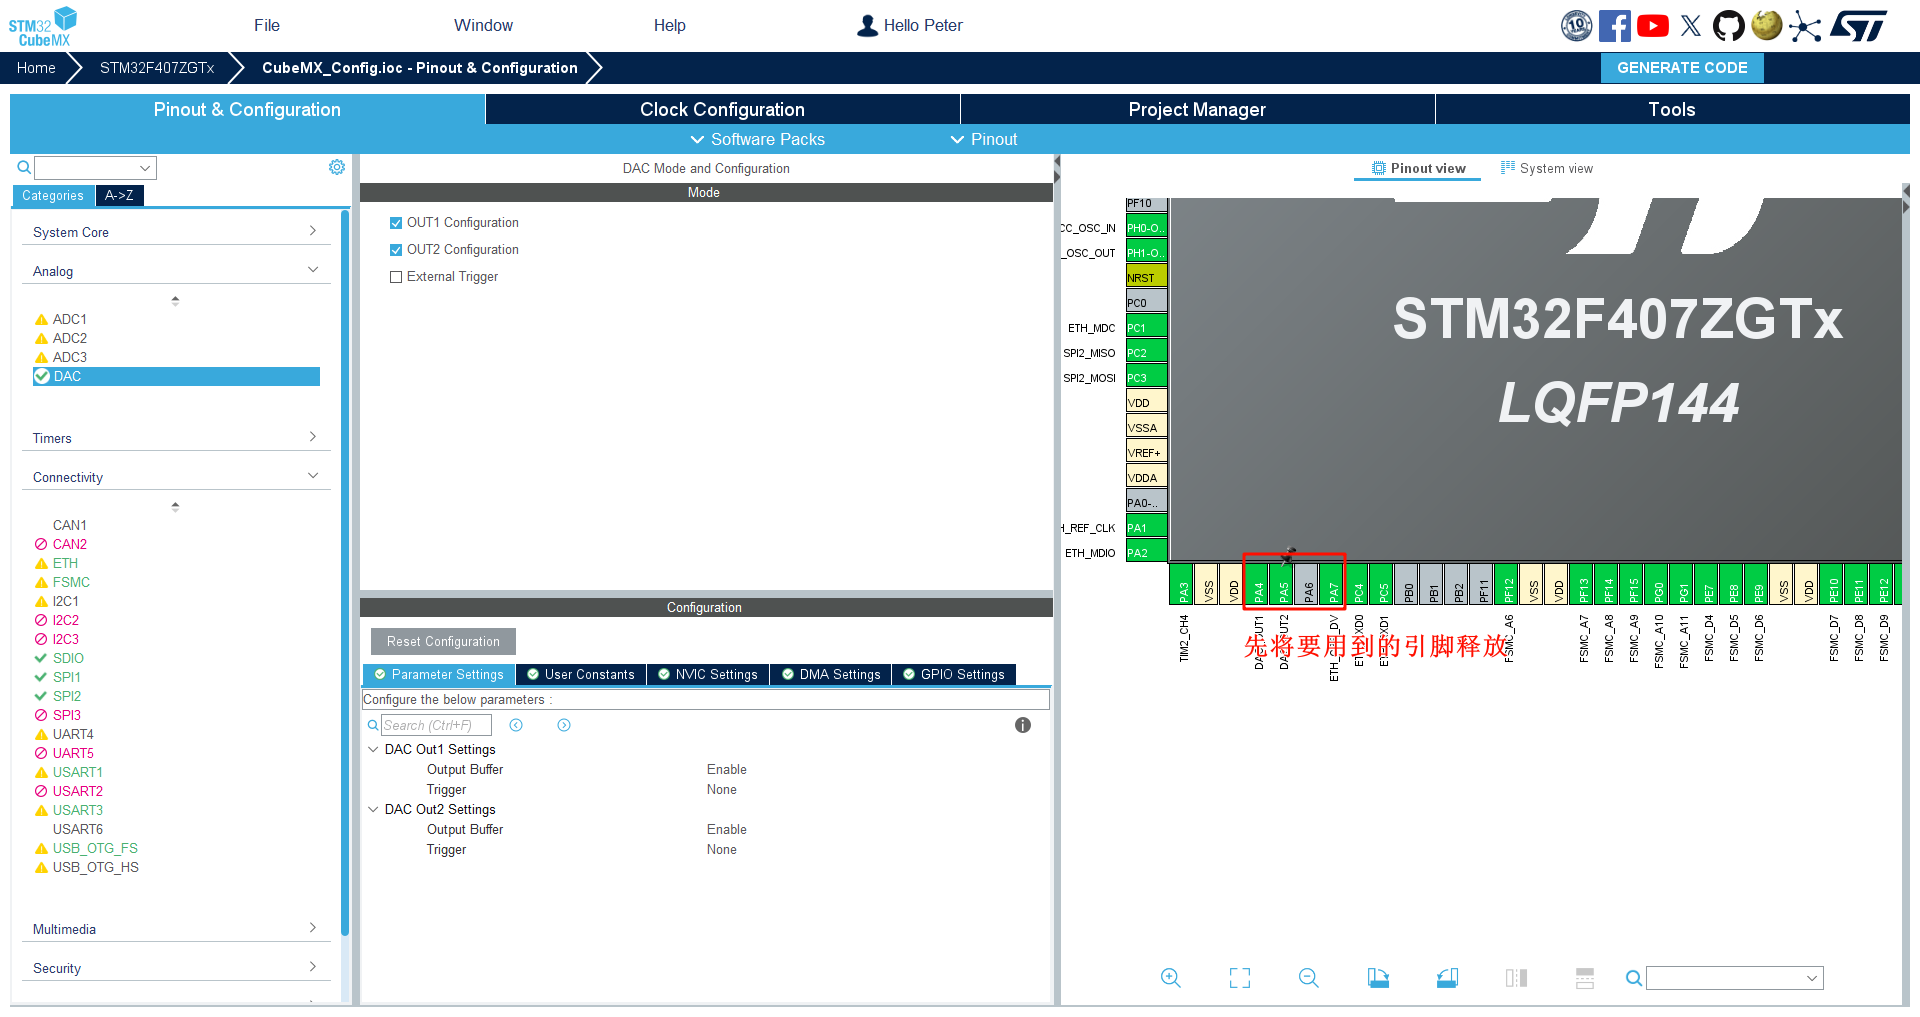 STM32
CubeMX
File
Window
Help
Hello Peter
10
Home
STM32F407ZGTx
CubeMX_Config.ioc - Pinout & Configuration
GENERATE CODE
Pinout & Configuration
Clock Configuration
Project Manager
Tools
Software Packs
Pinout
Categories
A->Z
System Core
Analog
ADC1
ADC2
ADC3
DAC
Timers
Connectivity
CAN1
CAN2
ETH
FSMC
I2C1
I2C2
I2C3
SDIO
SPI1
SPI2
SPI3
UART4
UART5
USART1
USART2
USART3
USART6
USB_OTG_FS
USB_OTG_HS
Multimedia
Security
DAC Mode and Configuration
Mode
OUT1 Configuration
OUT2 Configuration
External Trigger
Configuration
Reset Configuration
Parameter Settings
User Constants
NVIC Settings
DMA Settings
GPIO Settings
Configure the below parameters :
Search (Ctrl+F)
DAC Out1 Settings
Output Buffer Enable
Trigger None
DAC Out2 Settings
Output Buffer Enable
Trigger None
Pinout view
System view
PF10
CC_OSC_IN PH0-O..
_OSC_OUT PH1-O..
NRST
PC0
ETH_MDC PC1
SPI2_MISO PC2
SPI2_MOSI PC3
VDD
VSSA
VREF+
VDDA
PA0-..
H_REF_CLK PA1
ETH_MDIO PA2
STM32F407ZGTx
LQFP144
PA3
VSS
VDD
PA4
PA5
PA6
PA7
PC4
PC5
PB0
PB1
PB2
PF11
PF12
VSS
VDD
PF13
PF14
PF15
PG0
PG1
PE7
PE8
PE9
VSS
VDD
PE10
PE11
PE12
先将要用到的引脚释放
TIM2_CH4
FSMC_A6
FSMC_A7
FSMC_A8
FSMC_A9
FSMC_A10
FSMC_A11
FSMC_D4
FSMC_D5
FSMC_D6
FSMC_D7
FSMC_D8
FSMC_D9